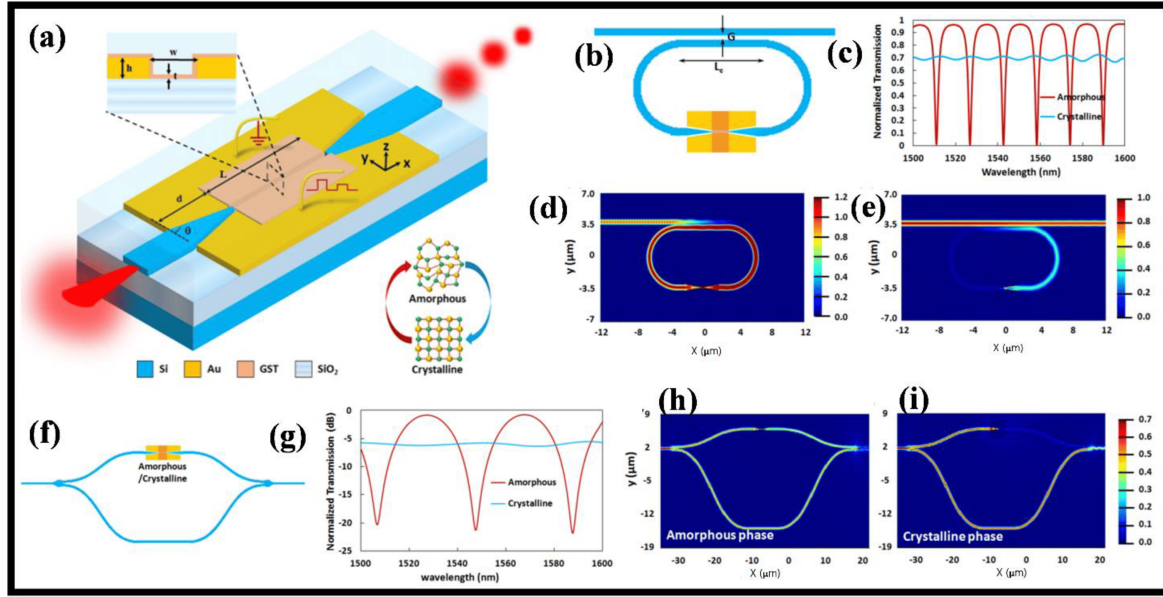 (a)
w
h
t
L
d
θ
z
y
x
Amorphous
Crystalline
Si
Au
GST
SiO₂
(b)
G
Lc
(c)
Normalized Transmission
1
0.9
0.8
0.7
0.6
0.5
0.4
0.3
0.2
0.1
0
Amorphous
Crystalline
1500 1520 1540 1560 1580 1600
Wavelength (nm)
(d)
y (μm)
7.0
3.5
0
-3.5
-7
-12 -8 -4 0 4 8 12
X (μm)
1.2
1.0
0.8
0.6
0.4
0.2
0.0
(e)
y (μm)
7.0
3.5
0
-3.5
-7.0
-12 -8 -4 0 4 8 12
X (μm)
1.0
0.8
0.6
0.4
0.2
0.0
(f)
Amorphous
/Crystalline
(g)
Normalized Transmission (dB)
0
-5
-10
-15
-20
-25
Amorphous
Crystalline
1500 1520 1540 1560 1580 1600
wavelength (nm)
(h)
y (μm)
9
2
-5
-12
-19
Amorphous phase
-30 -20 -10 0 10 20
X (μm)
(i)
9
2
-5
-12
-19
Crystalline phase
-30 -20 -10 0 10 20
X (μm)
0.7
0.6
0.5
0.4
0.3
0.2
0.1
0.0